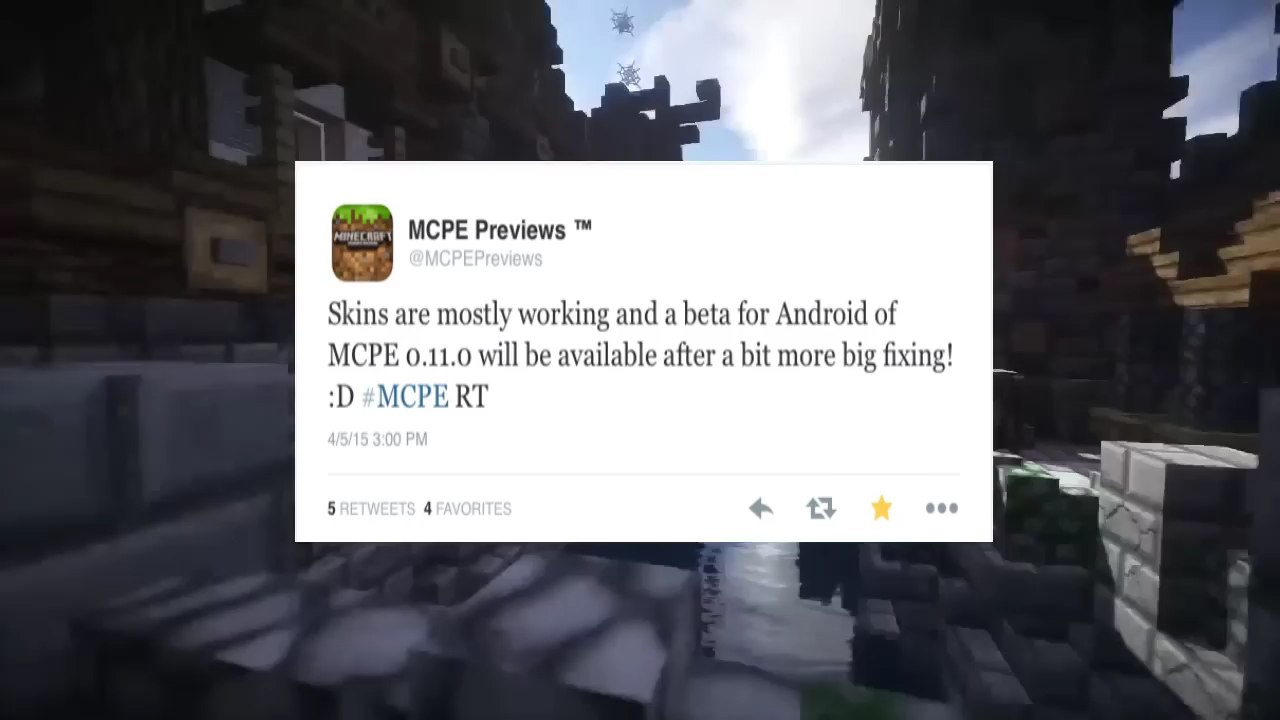 MINECRAFT
MCPE Previews ™
@MCPEPreviews
Skins are mostly working and a beta for Android of
MCPE 0.11.0 will be available after a bit more big fixing!
:D #MCPE RT
4/5/15 3:00 PM
5 RETWEETS 4 FAVORITES